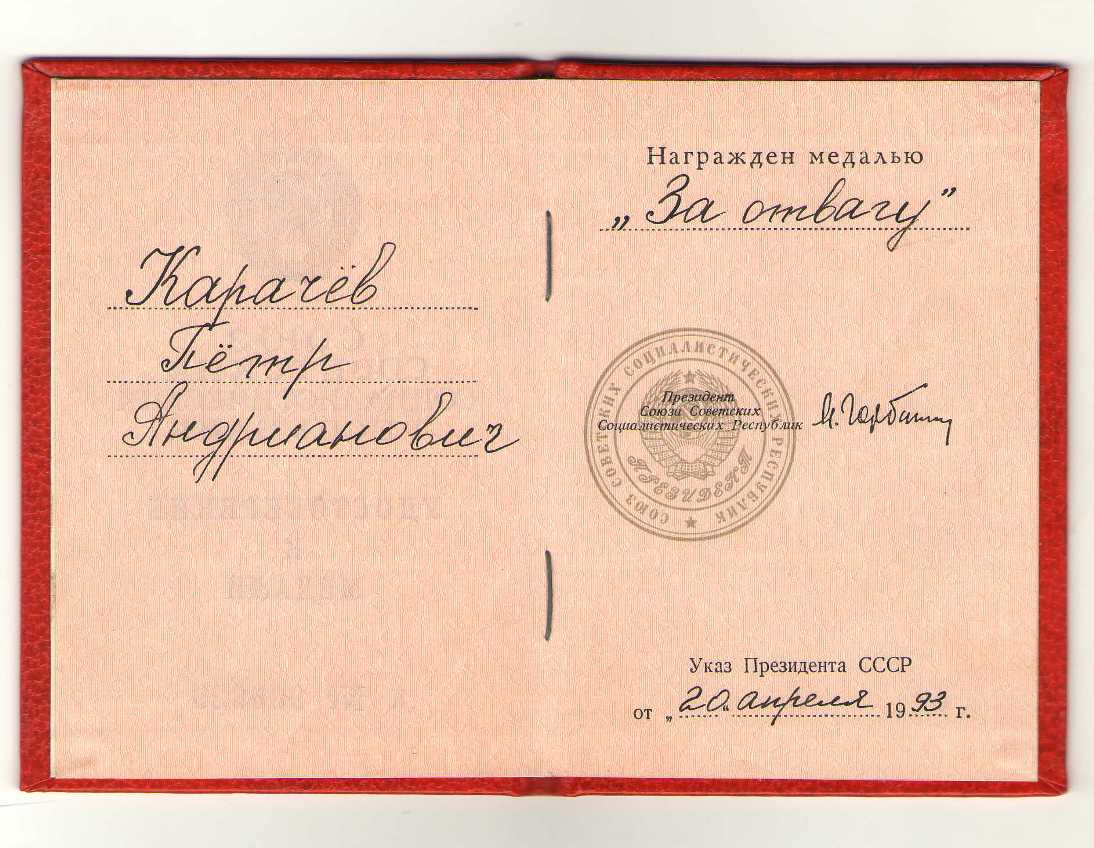 Карачёв
Пётр
Андрианович
Награжден медалью
„За отвагу”
СОЮЗ СОВЕТСКИХ СОЦИАЛИСТИЧЕСКИХ РЕСПУБЛИК
ПРЕЗИДЕНТ
Президент
Союза Советских
Социалистических Республик
М. Горбачев
Указ Президента СССР
от „20“ апреля 1993 г.